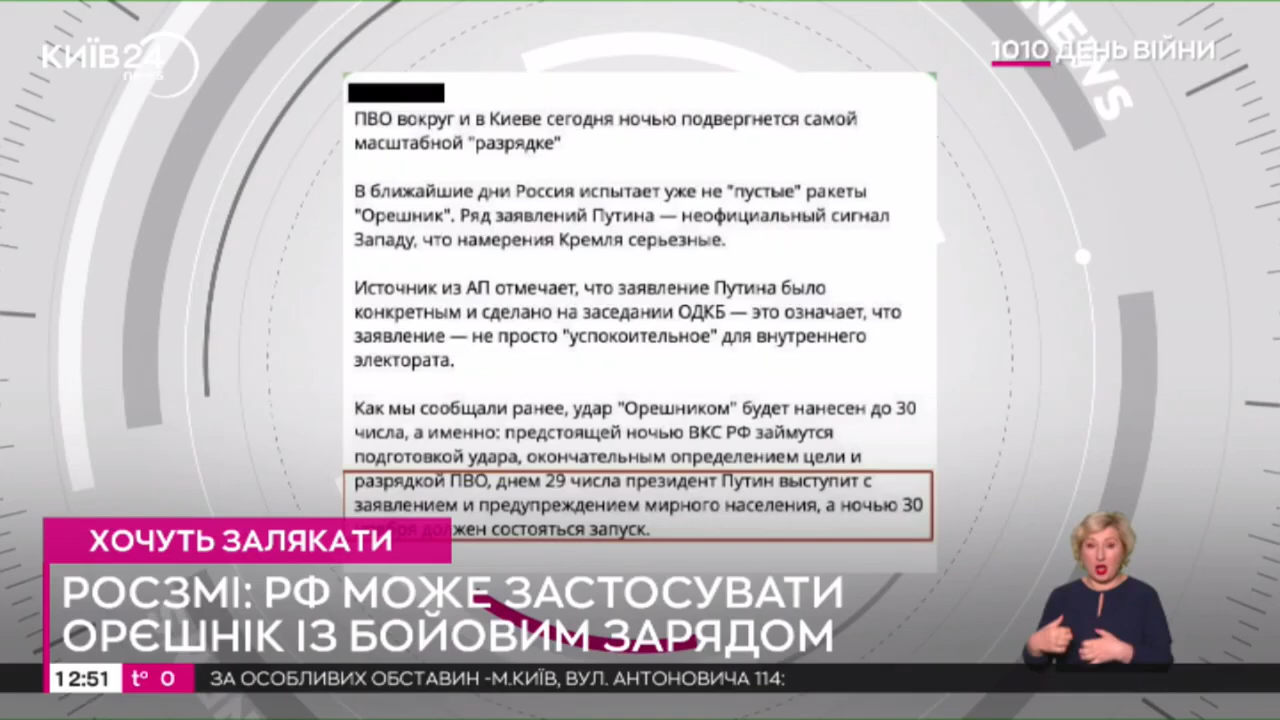 КИЇВ24
news
1010 ДЕНЬ ВІЙНИ
NEWS
ПВО вокруг и в Киеве сегодня ночью подвергнется самой
масштабной "разрядке"
В ближайшие дни Россия испытает уже не "пустые" ракеты
"Орешник". Ряд заявлений Путина — неофициальный сигнал
Западу, что намерения Кремля серьезные.
Источник из АП отмечает, что заявление Путина было
конкретным и сделано на заседании ОДКБ — это означает, что
заявление — не просто "успокоительное" для внутреннего
электората.
Как мы сообщали ранее, удар "Орешником" будет нанесен до 30
числа, а именно: предстоящей ночью ВКС РФ займутся
подготовкой удара, окончательным определением цели и
разрядкой ПВО, днем 29 числа президент Путин выступит с
заявлением и предупреждением мирного населения, а ночью 30
должен состояться запуск.
ХОЧУТЬ ЗАЛЯКАТИ
РОСЗМІ: РФ МОЖЕ ЗАСТОСУВАТИ
ОРЄШНІК ІЗ БОЙОВИМ ЗАРЯДОМ
12:51 t° 0 ЗА ОСОБЛИВИХ ОБСТАВИН -М.КИЇВ, ВУЛ. АНТОНОВИЧА 114: